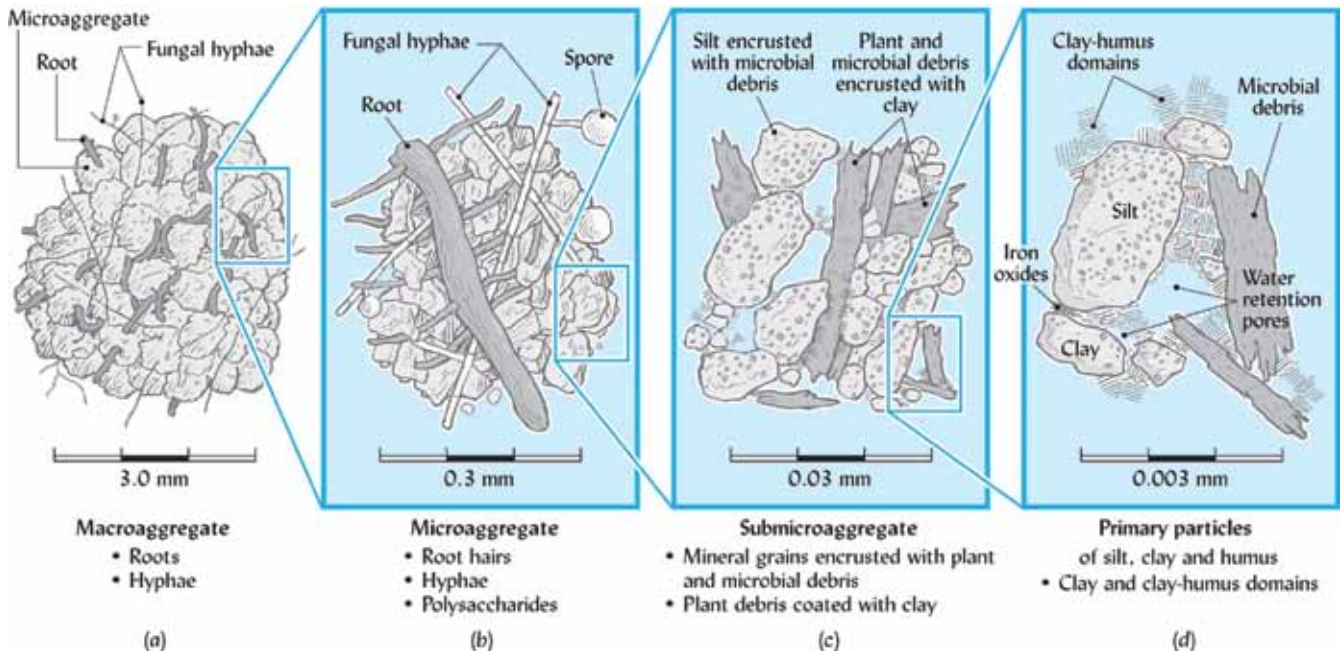 Microaggregate
Root
Fungal hyphae
3.0 mm
Macroaggregate
• Roots
• Hyphae
(a)
Fungal hyphae
Spore
Root
0.3 mm
Microaggregate
• Root hairs
• Hyphae
• Polysaccharides
(b)
Silt encrusted
with microbial
debris
Plant and
microbial debris
encrusted with
clay
0.03 mm
Submicroaggregate
• Mineral grains encrusted with plant
and microbial debris
• Plant debris coated with clay
(c)
Clay-humus
domains
Microbial
debris
Silt
Iron
oxides
Water
retention
pores
Clay
0.003 mm
Primary particles
of silt, clay and humus
• Clay and clay-humus domains
(d)